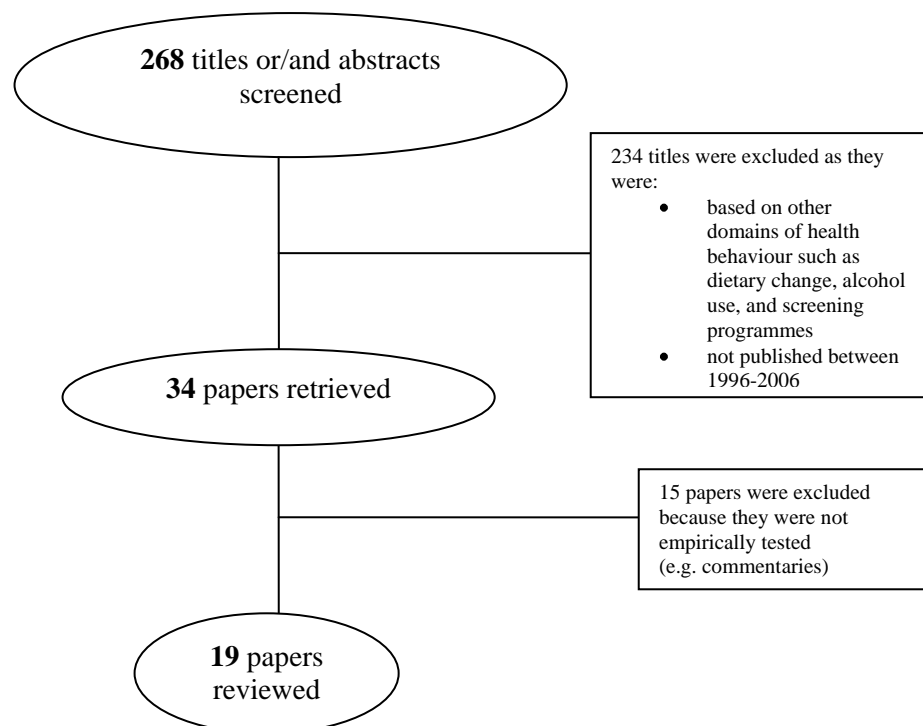 268 titles or/and abstracts
screened
234 titles were excluded as they
were:
• based on other
domains of health
behaviour such as
dietary change, alcohol
use, and screening
programmes
• not published between
1996-2006
34 papers retrieved
15 papers were excluded
because they were not
empirically tested
(e.g. commentaries)
19 papers
reviewed